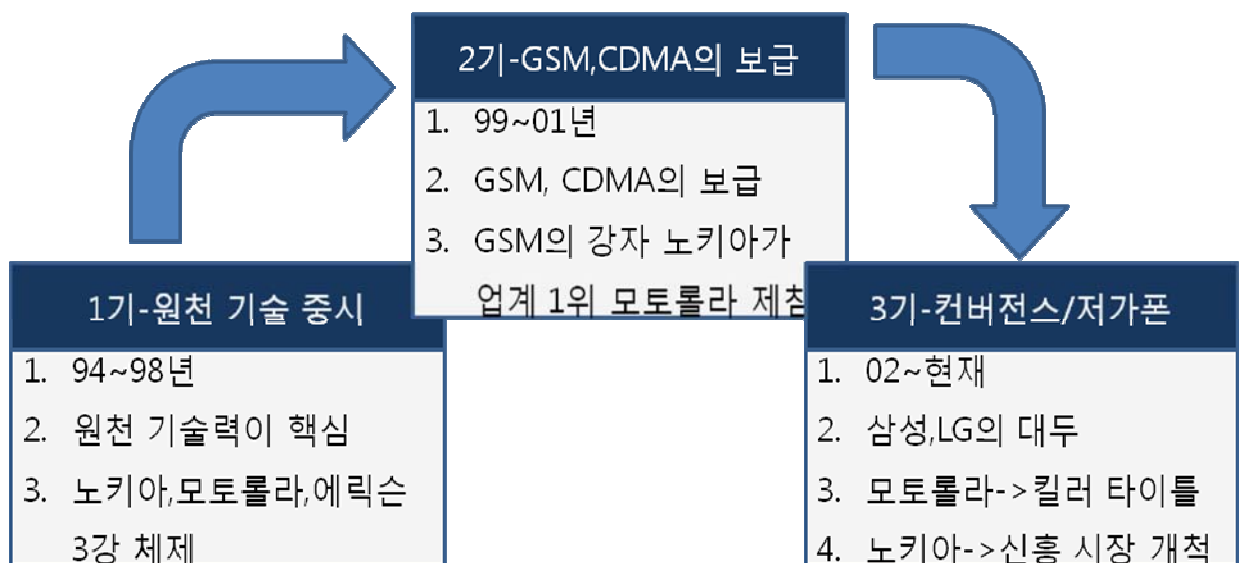 1기-원천 기술 중시
1. 94~98년
2. 원천 기술력이 핵심
3. 노키아,모토롤라,에릭슨
3강 체제
2기-GSM,CDMA의 보급
1. 99~01년
2. GSM, CDMA의 보급
3. GSM의 강자 노키아가
업계 1위 모토롤라 제침
3기-컨버전스/저가폰
1. 02~현재
2. 삼성,LG의 대두
3. 모토롤라->킬러 타이틀
4. 노키아->신흥 시장 개척